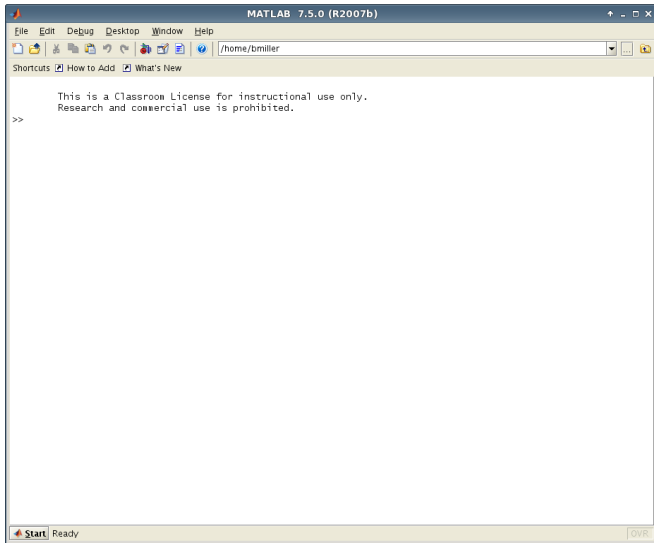 MATLAB 7.5.0 (R2007b)
File Edit Debug Desktop Window Help
/home/bmiller
Shortcuts How to Add What's New
This is a Classroom License for instructional use only.
Research and commercial use is prohibited.
>>
Start Ready OVR